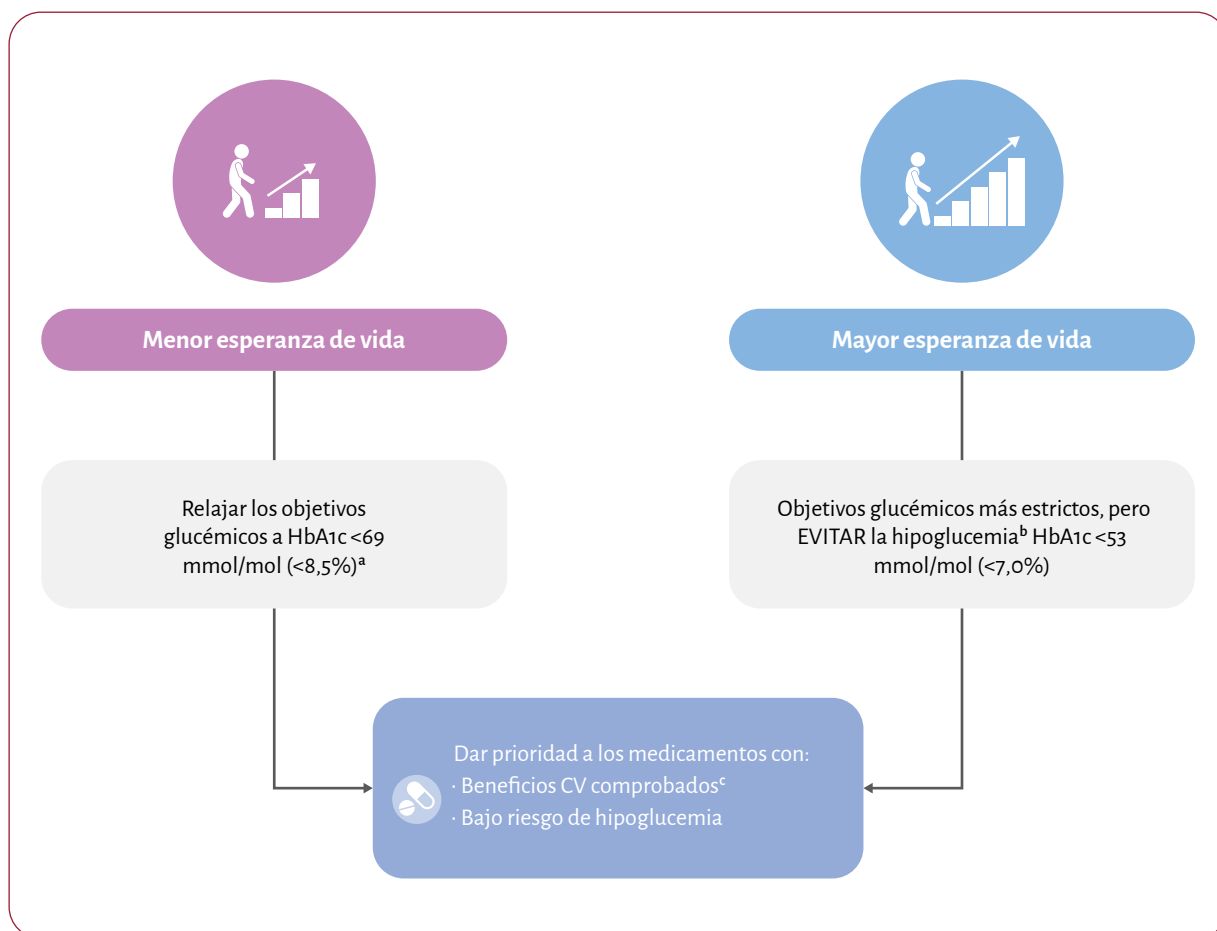 Menor esperanza de vida
Mayor esperanza de vida
Relajar los objetivos
glucémicos a HbA1c <69
mmol/mol (<8,5%)ᵃ
Objetivos glucémicos más estrictos, pero
EVITAR la hipoglucemiaᵇ HbA1c <53
mmol/mol (<7,0%)
Dar prioridad a los medicamentos con:
· Beneficios CV comprobadosᶜ
· Bajo riesgo de hipoglucemia